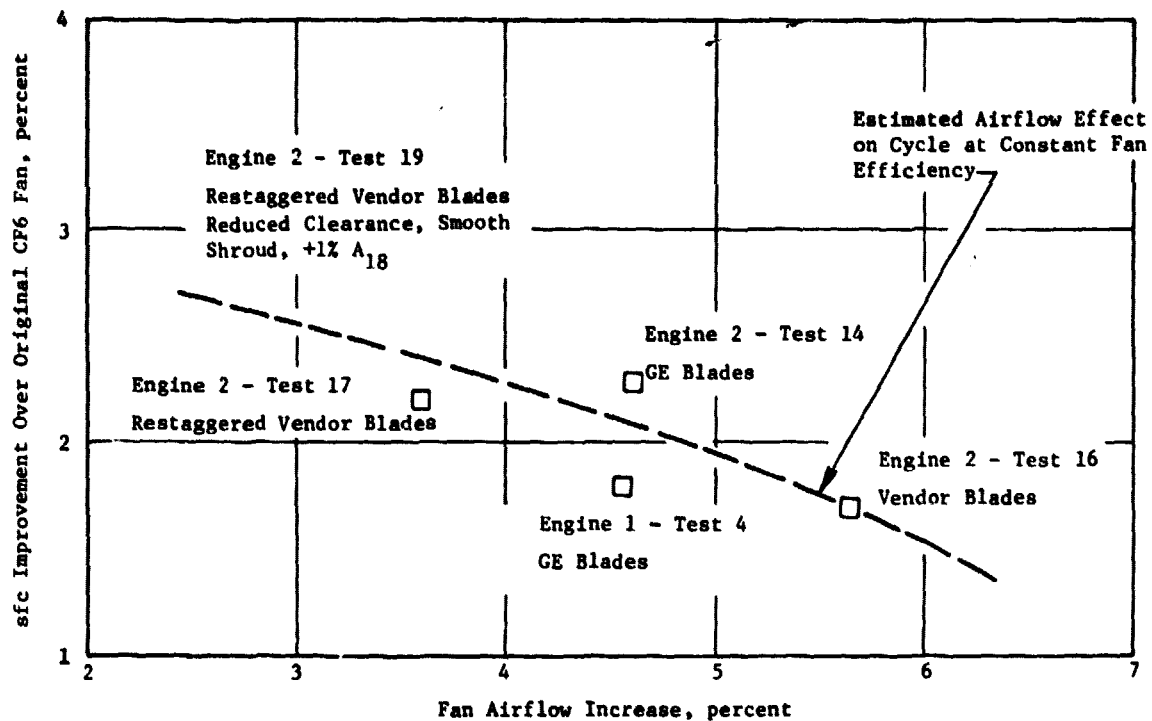 4
3
2
1
sfc Improvement Over Original CF6 Fan, percent
Engine 2 - Test 19
Restaggered Vendor Blades
Reduced Clearance, Smooth
Shroud, +1% A18
Estimated Airflow Effect
on Cycle at Constant Fan
Efficiency
Engine 2 - Test 14
GE Blades
Engine 2 - Test 17
Restaggered Vendor Blades
Engine 2 - Test 16
Vendor Blades
Engine 1 - Test 4
GE Blades
2 3 4 5 6 7
Fan Airflow Increase, percent